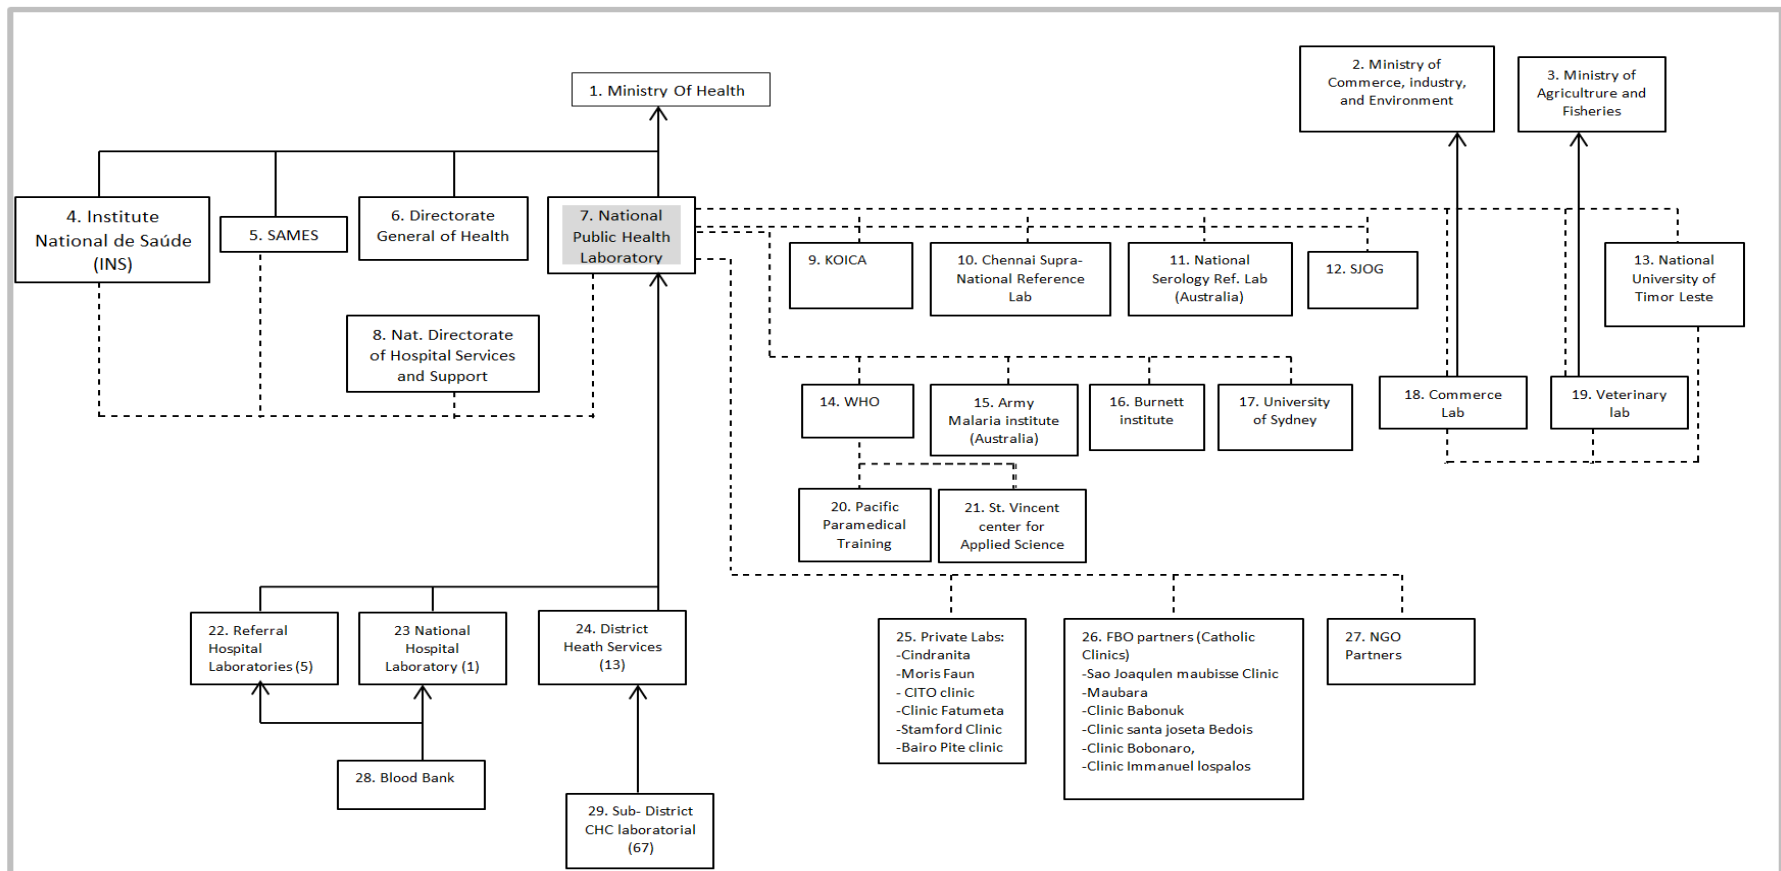 1. Ministry Of Health
2. Ministry of
Commerce, industry,
and Environment
3. Ministry of
Agricultrure and
Fisheries
4. Institute
National de Saúde
(INS)
5. SAMES
6. Directorate
General of Health
7. National
Public Health
Laboratory
8. Nat. Directorate
of Hospital Services
and Support
9. KOICA
10. Chennai Supra-
National Reference
Lab
11. National
Serology Ref. Lab
(Australia)
12. SJOG
13. National
University of
Timor Leste
14. WHO
15. Army
Malaria institute
(Australia)
16. Burnett
institute
17. University
of Sydney
18. Commerce
Lab
19. Veterinary
lab
20. Pacific
Paramedical
Training
21. St. Vincent
center for
Applied Science
22. Referral
Hospital
Laboratories (5)
23 National
Hospital
Laboratory (1)
24. District
Heath Services
(13)
25. Private Labs:
-Cindranita
-Moris Faun
- CITO clinic
-Clinic Fatumeta
-Stamford Clinic
-Bairo Pite clinic
26. FBO partners (Catholic
Clinics)
-Sao Joaqulen maubisse Clinic
-Maubara
-Clinic Babonuk
-Clinic santa joseta Bedois
-Clinic Bobonaro,
-Clinic Immanuel lospalos
27. NGO
Partners
28. Blood Bank
29. Sub- District
CHC laboratorial
(67)